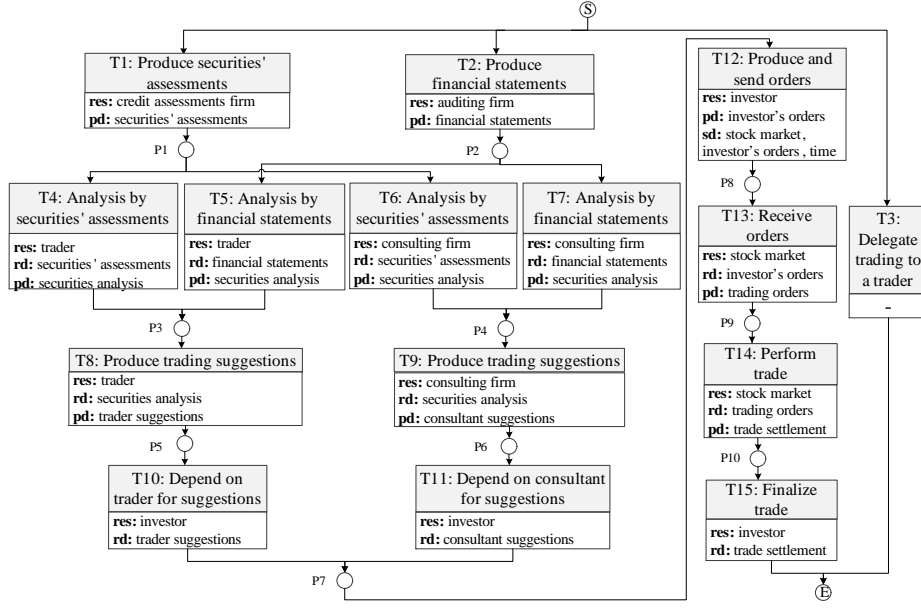 S
T1: Produce securities'
assessments
res: credit assessments firm
pd: securities' assessments
T2: Produce
financial statements
res: auditing firm
pd: financial statements
T12: Produce and
send orders
res: investor
pd: investor's orders
sd: stock market,
investor's orders , time
P1
P2
P8
T4: Analysis by
securities' assessments
res: trader
rd: securities' assessments
pd: securities analysis
T5: Analysis by
financial statements
res: trader
rd: financial statements
pd: securities analysis
T6: Analysis by
securities' assessments
res: consulting firm
rd: securities' assessments
pd: securities analysis
T7: Analysis by
financial statements
res: consulting firm
rd: financial statements
pd: securities analysis
T13: Receive
orders
res: stock market
rd: investor's orders
pd: trading orders
T3:
Delegate
trading to
a trader
-
P3
P4
P9
T8: Produce trading suggestions
res: trader
rd: securities analysis
pd: trader suggestions
T9: Produce trading suggestions
res: consulting firm
rd: securities analysis
pd: consultant suggestions
T14: Perform
trade
res: stock market
rd: trading orders
pd: trade settlement
P5
P6
P10
T10: Depend on
trader for suggestions
res: investor
rd: trader suggestions
T11: Depend on consultant
for suggestions
res: investor
rd: consultant suggestions
T15: Finalize
trade
res: investor
rd: trade settlement
P7
E